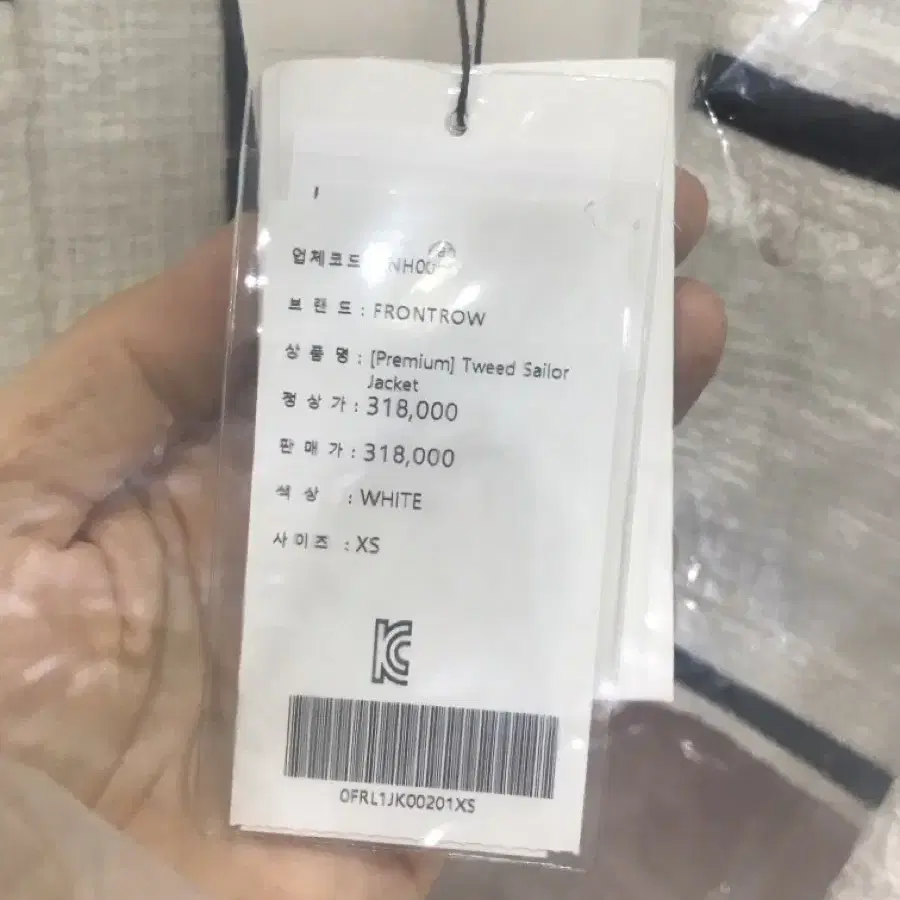 업체코드
브 랜 드 : FRONTROW
상 품 명 : [Premium] Tweed Sailor
Jacket
정 상 가 : 318,000
판 매 가 : 318,000
색 상 : WHITE
사 이 즈 : XS
KC
0FRL1JK00201XS